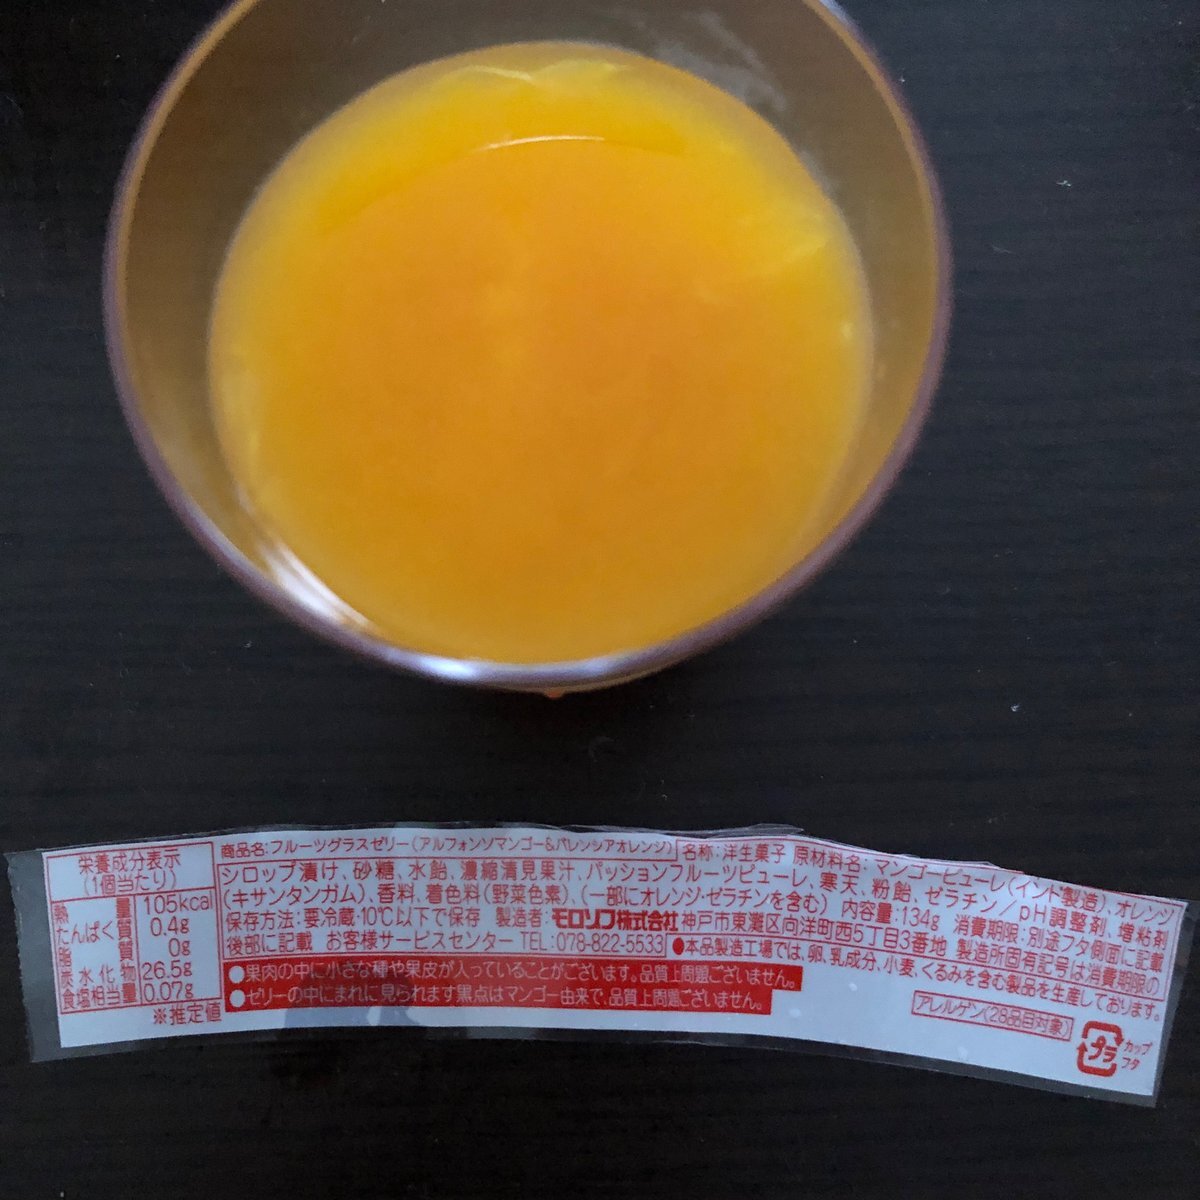 栄養成分表示
(1個当たり)
熱量 105kcal
たんぱく質 0.4g
脂質 0g
炭水化物 26.5g
食塩相当量 0.07g
※推定値
商品名:フルーツグラスゼリー(アルフォンソマンゴー&バレンシアオレンジ) 名称:洋生菓子 原材料名:マンゴーピューレ(インド製造)、オレンジ
シロップ漬け、砂糖、水飴、濃縮清見果汁、パッションフルーツピューレ、寒天、粉飴、ゼラチン/pH調整剤、増粘剤
(キサンタンガム)、香料、着色料(野菜色素)、(一部にオレンジ・ゼラチンを含む) 内容量:134g 消費期限:別途フタ側面に記載
保存方法:要冷蔵・10℃以下で保存 製造者:モロゾフ株式会社 神戸市東灘区向洋町西5丁目3番地 製造所固有記号は消費期限の
後部に記載 お客様サービスセンター TEL:078-822-5533 ●本品製造工場では、卵、乳成分、小麦、くるみを含む製品を生産しております。
●果肉の中に小さな種や果皮が入っていることがございます。品質上問題ございません。
●ゼリーの中にまれに見られます黒点はマンゴー由来で、品質上問題ございません。
アレルゲン(28品目対象)
プラ
カップ
フタ